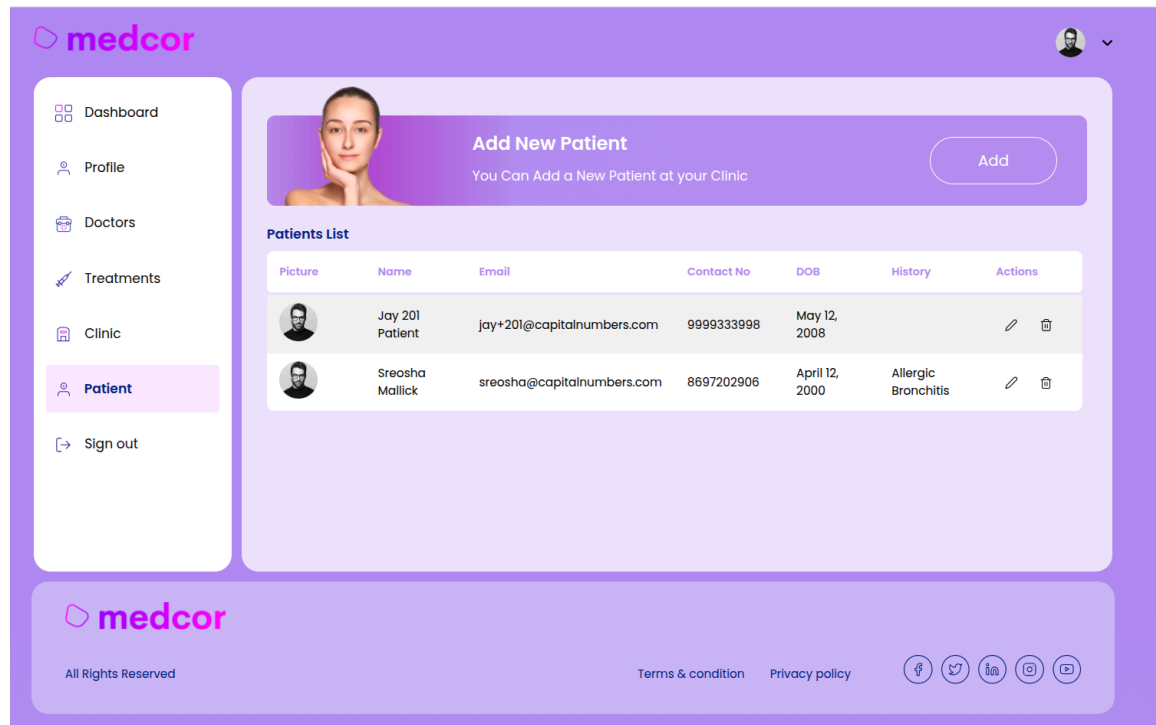 medcor
Dashboard
Profile
Doctors
Treatments
Clinic
Patient
Sign out
Add New Patient
You Can Add a New Patient at your Clinic
Add
Patients List
Picture Name Email Contact No DOB History Actions
Jay 201 Patient jay+201@capitalnumbers.com 9999333998 May 12, 2008
Sreosha Mallick sreosha@capitalnumbers.com 8697202906 April 12, 2000 Allergic Bronchitis
medcor
All Rights Reserved
Terms & condition Privacy policy